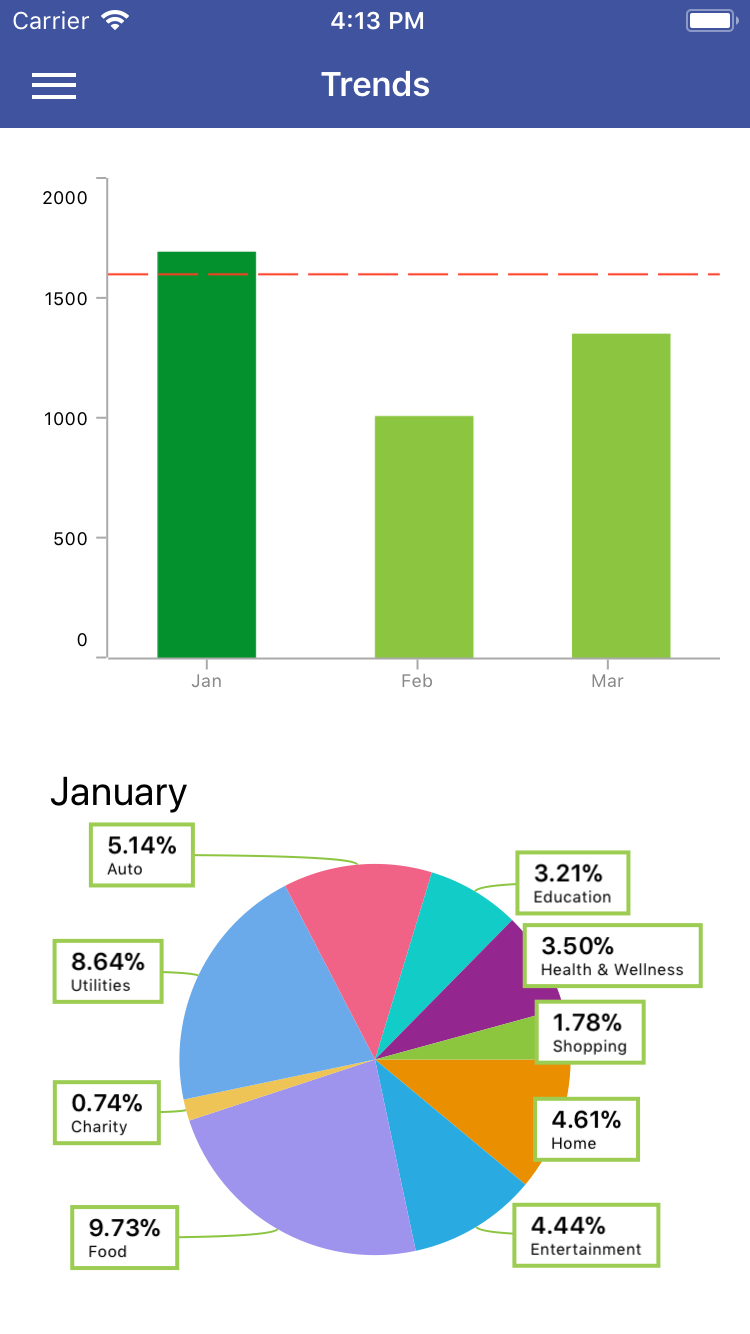 Carrier 4:13 PM
Trends
2000
1500
1000
500
0
Jan Feb Mar
January
5.14%
Auto
3.21%
Education
3.50%
Health & Wellness
8.64%
Utilities
1.78%
Shopping
0.74%
Charity
4.61%
Home
9.73%
Food
4.44%
Entertainment